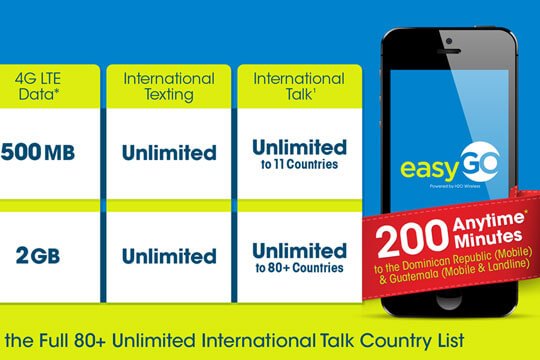 4G LTE
Data*
International
Texting
International
Talk¹
500 MB
Unlimited
Unlimited
to 11 Countries
2GB
Unlimited
Unlimited
to 80+ Countries
easyGO
Powered by H2O Wireless
200 Anytime*
Minutes
to the Dominican Republic (Mobile)
& Guatemala (Mobile & Landline)
the Full 80+ Unlimited International Talk Country List